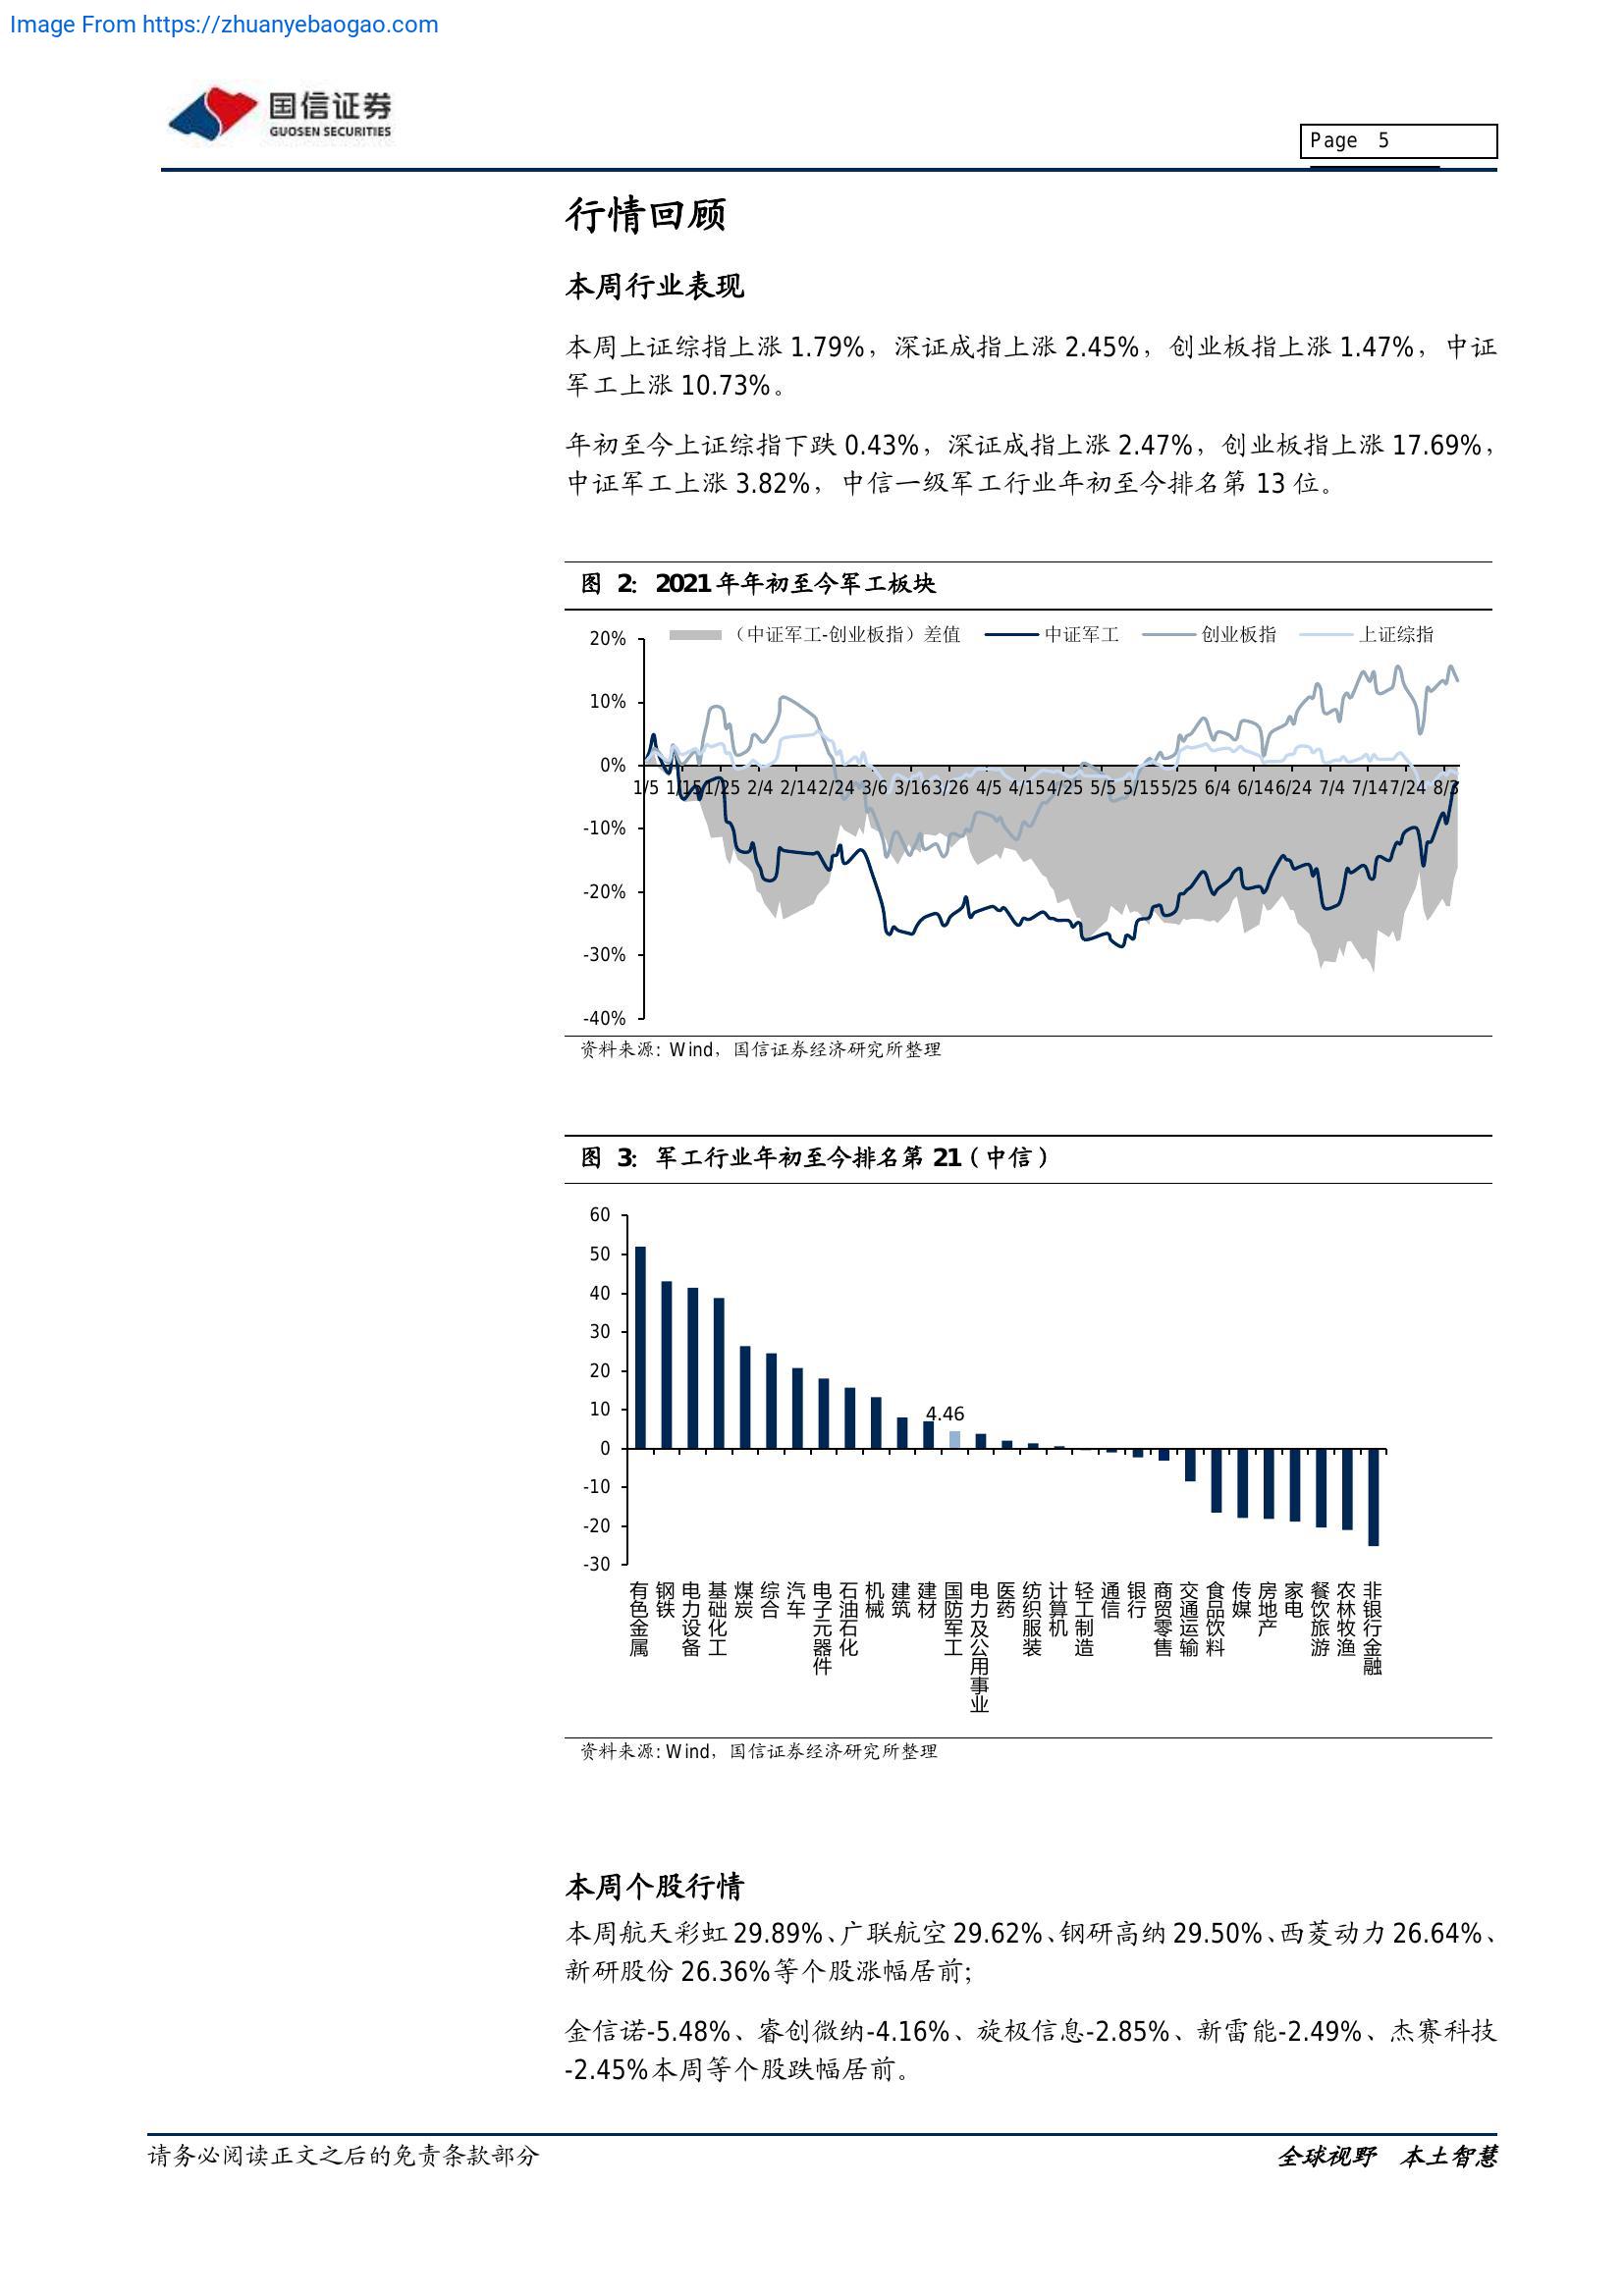 Image From https://zhuanyebaogao.com
国信证券
GUOSEN SECURITIES
Page 5
行情回顾
本周行业表现
本周上证综指上涨 1.79%，深证成指上涨 2.45%，创业板指上涨 1.47%，中证
军工上涨 10.73%。
年初至今上证综指下跌 0.43%，深证成指上涨 2.47%，创业板指上涨 17.69%，
中证军工上涨 3.82%，中信一级军工行业年初至今排名第 13 位。
图 2: 2021 年年初至今军工板块
（中证军工-创业板指）差值 中证军工 创业板指 上证综指
20%
10%
0%
-10%
-20%
-30%
-40%
1/5 1/15 1/25 2/4 2/14 2/24 3/6 3/16 3/26 4/5 4/15 4/25 5/5 5/15 5/25 6/4 6/14 6/24 7/4 7/14 7/24 8/3
资料来源：Wind，国信证券经济研究所整理
图 3: 军工行业年初至今排名第 21（中信）
60
50
40
30
20
10
0
-10
-20
-30
4.46
有色金属
钢铁
电力设备
基础化工
煤炭
综合
汽车
电子元器件
石油石化
机械
建筑
建材
国防军工
电力及公用事业
医药
纺织服装
计算机
轻工制造
通信
银行
商贸零售
交通运输
食品饮料
传媒
房地产
家电
餐饮旅游
农林牧渔
非银行金融
资料来源：Wind，国信证券经济研究所整理
本周个股行情
本周航天彩虹 29.89%、广联航空 29.62%、钢研高纳 29.50%、西菱动力 26.64%、
新研股份 26.36%等个股涨幅居前；
金信诺-5.48%、睿创微纳-4.16%、旋极信息-2.85%、新雷能-2.49%、杰赛科技
-2.45%本周等个股跌幅居前。
请务必阅读正文之后的免责条款部分
全球视野 本土智慧